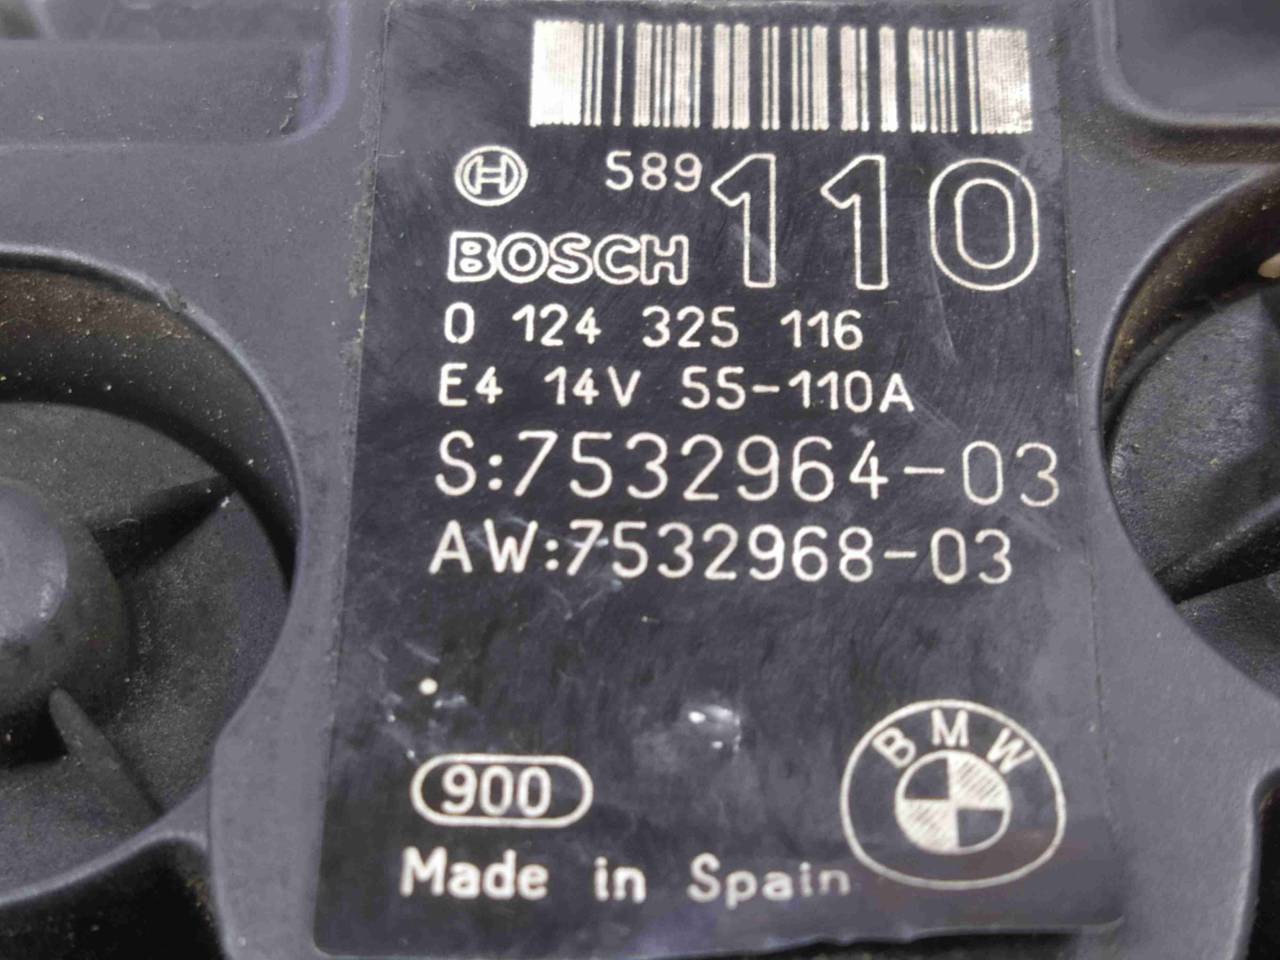 589 110
BOSCH
0 124 325 116
E4 14V 55-110A
S:7532964-03
AW:7532968-03
900
BMW
Made in Spain